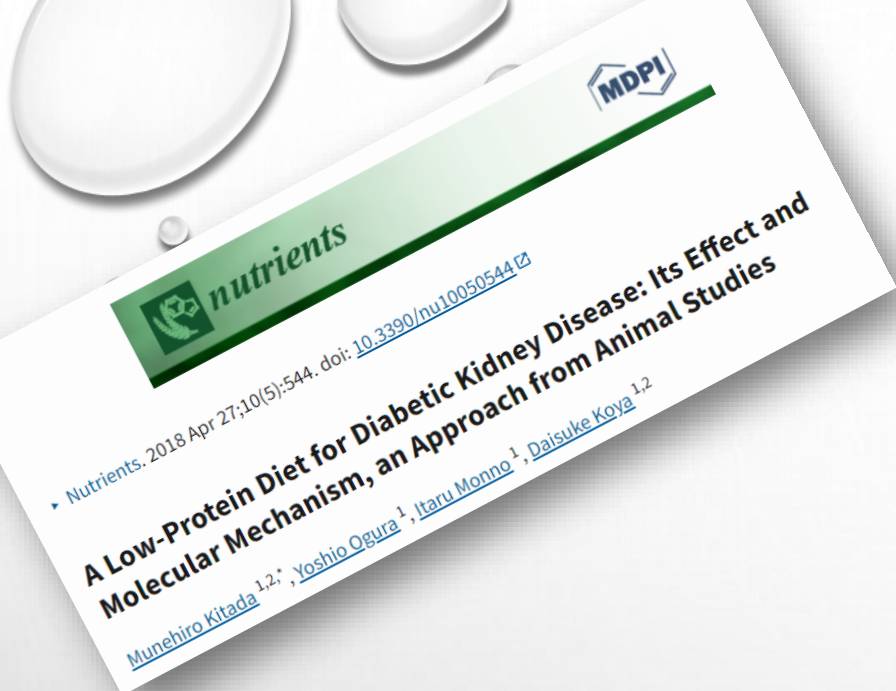 MDPI
nutrients
Nutrients. 2018 Apr 27;10(5):544. doi: 10.3390/nu10050544
A Low-Protein Diet for Diabetic Kidney Disease: Its Effect and
Molecular Mechanism, an Approach from Animal Studies
Munehiro Kitada 1,2,*, Yoshio Ogura 1, Itaru Monno 1, Daisuke Koya 1,2